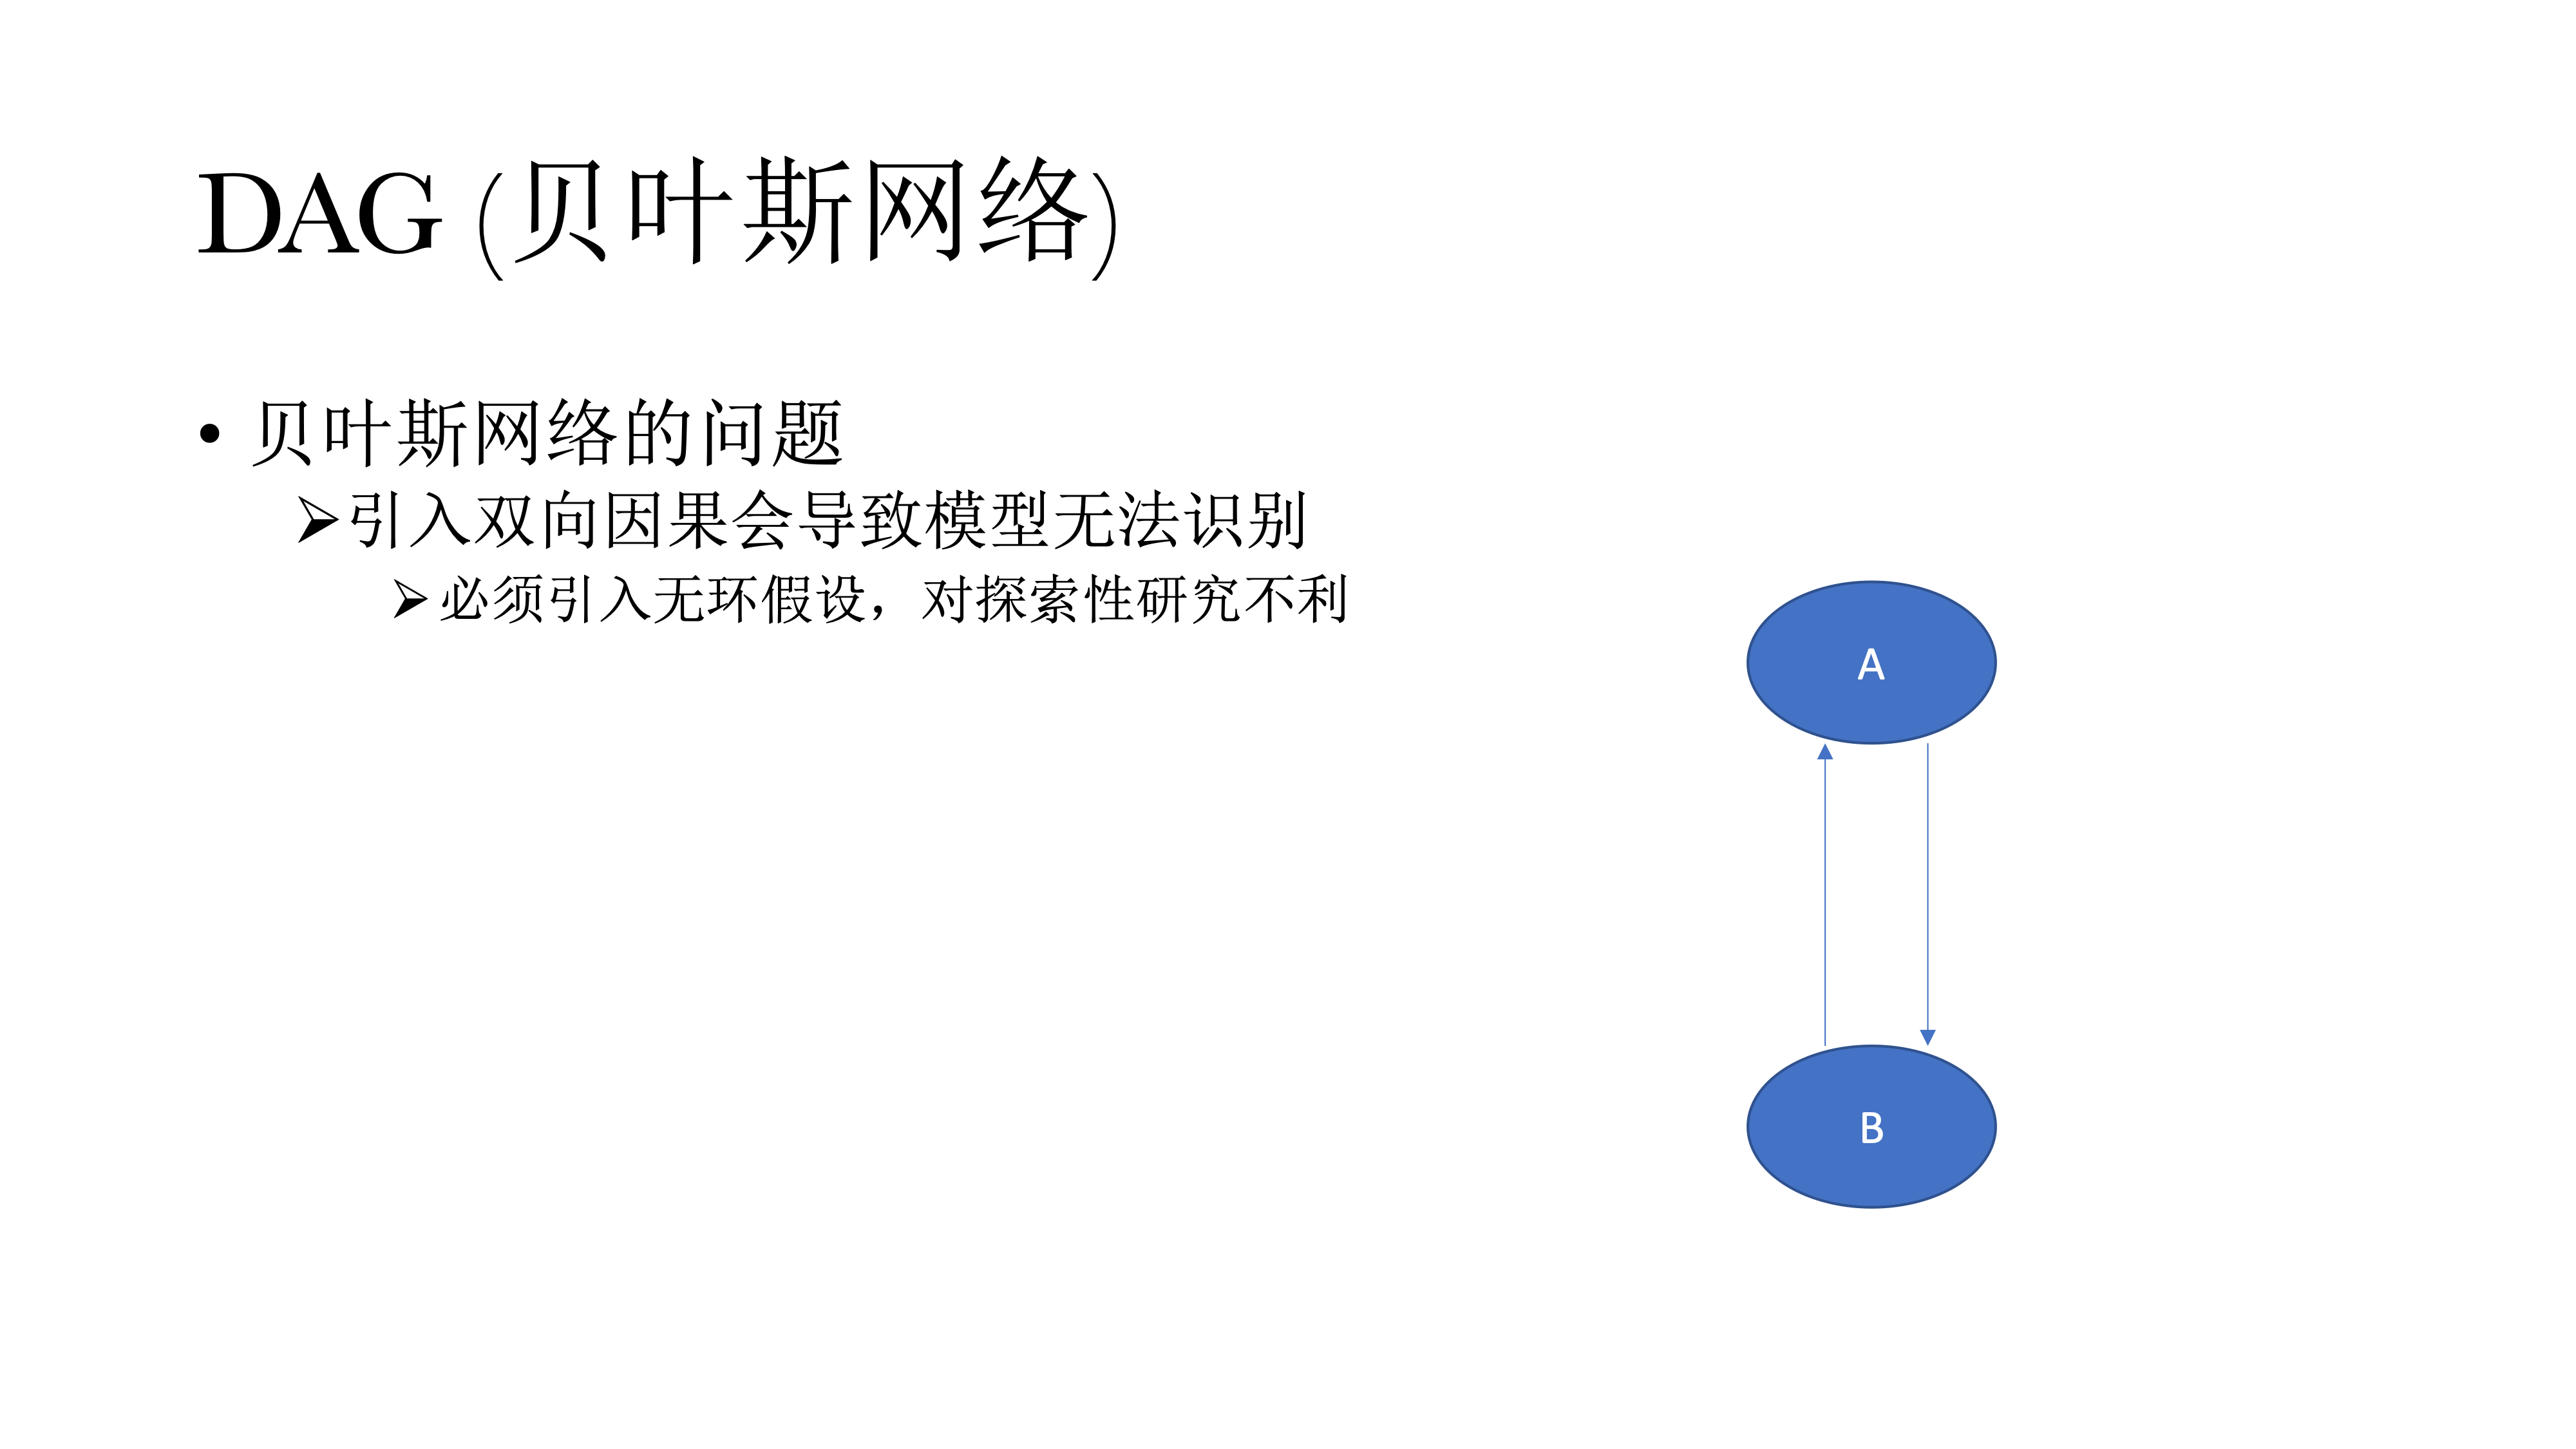 DAG (贝叶斯网络)
• 贝叶斯网络的问题
➢引入双向因果会导致模型无法识别
➢必须引入无环假设，对探索性研究不利
A
B